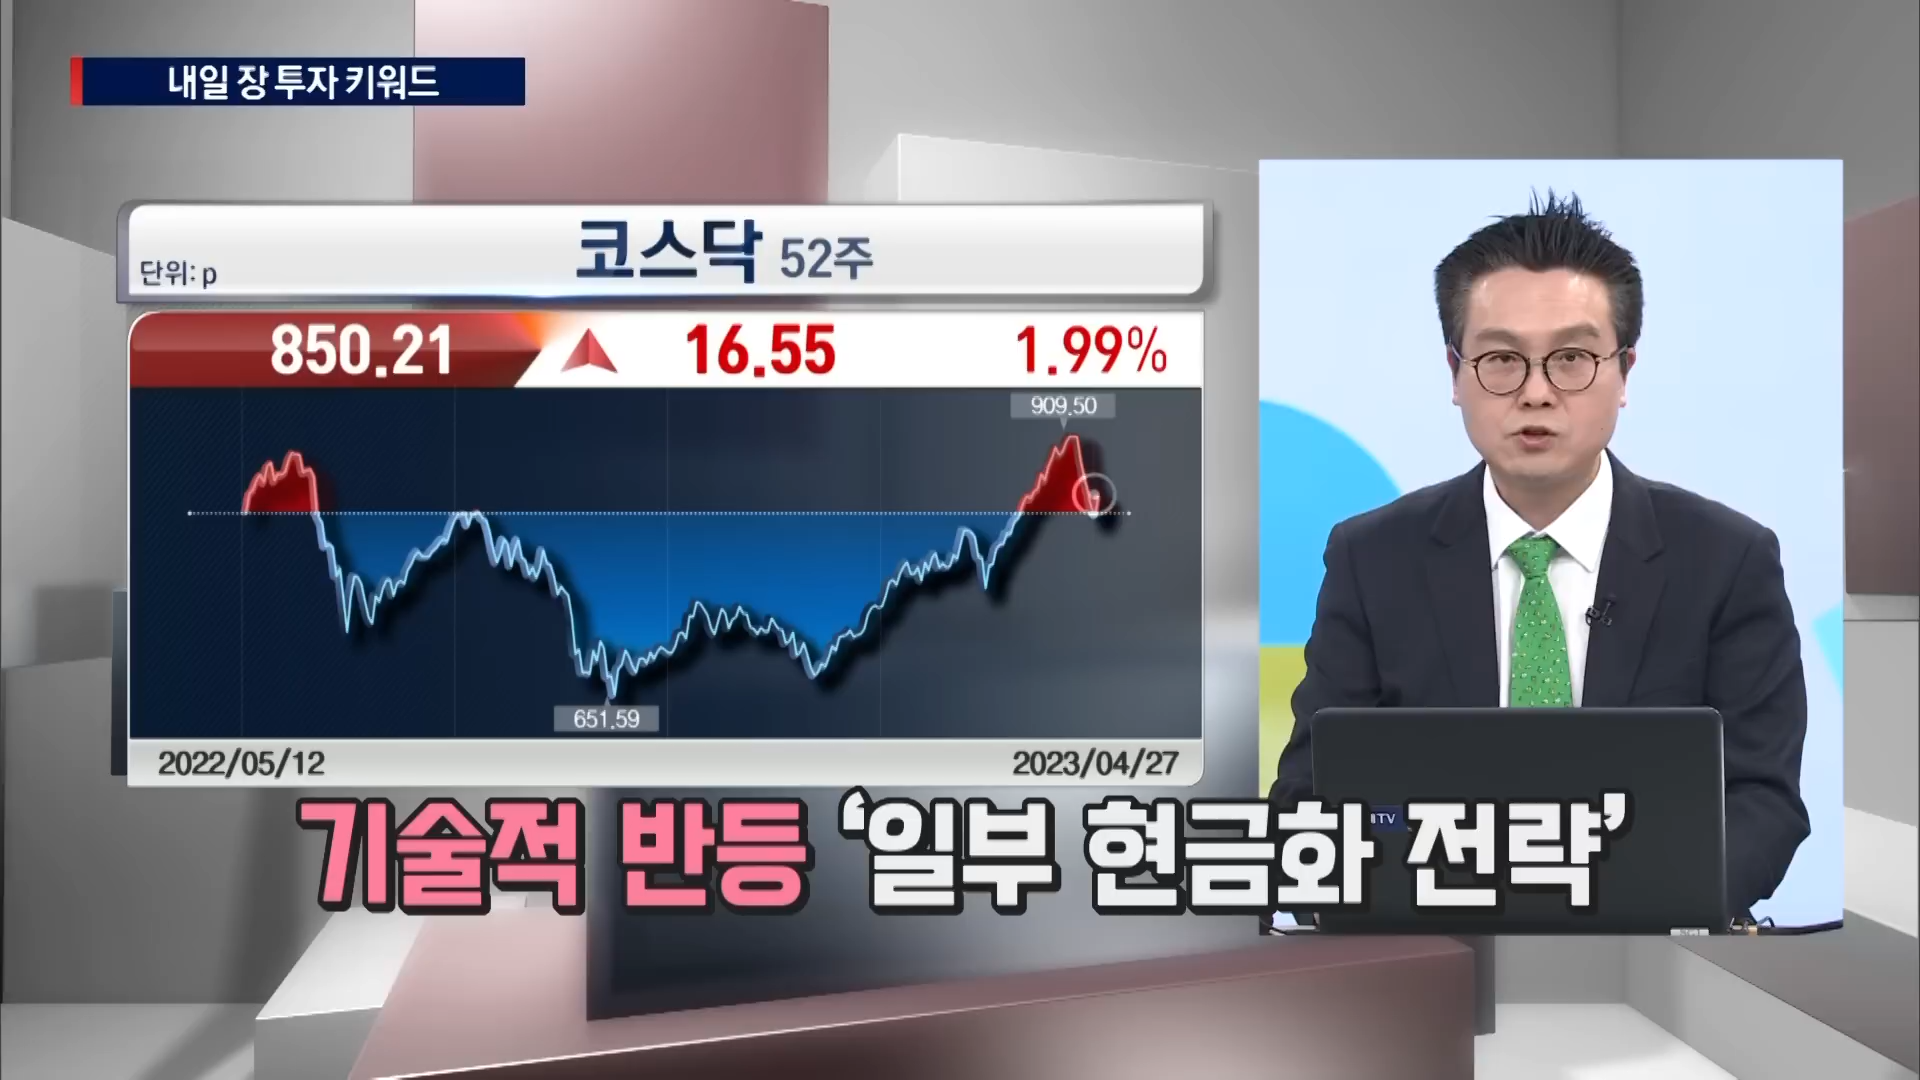 내일 장 투자 키워드
코스닥 52주
단위: p
850.21 16.55 1.99%
909.50
651.59
2022/05/12 2023/04/27
기술적 반등 ‘일부 현금화 전략’
TV